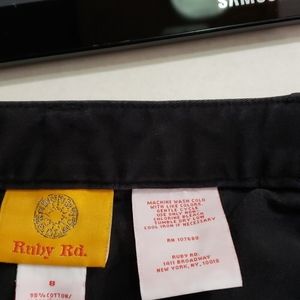 SAMSU
Ruby Rd.
8
98% COTTON/
MACHINE WASH COLD
WITH LIKE COLORS.
GENTLE CYCLE
USE ONLY NON-
CHLORINE BLEACH
TUMBLE DRY LOW
COOL IRON IF NECESSARY
RN 107689
RUBY RD.
1411 BROADWAY
NEW YORK, NY, 10018